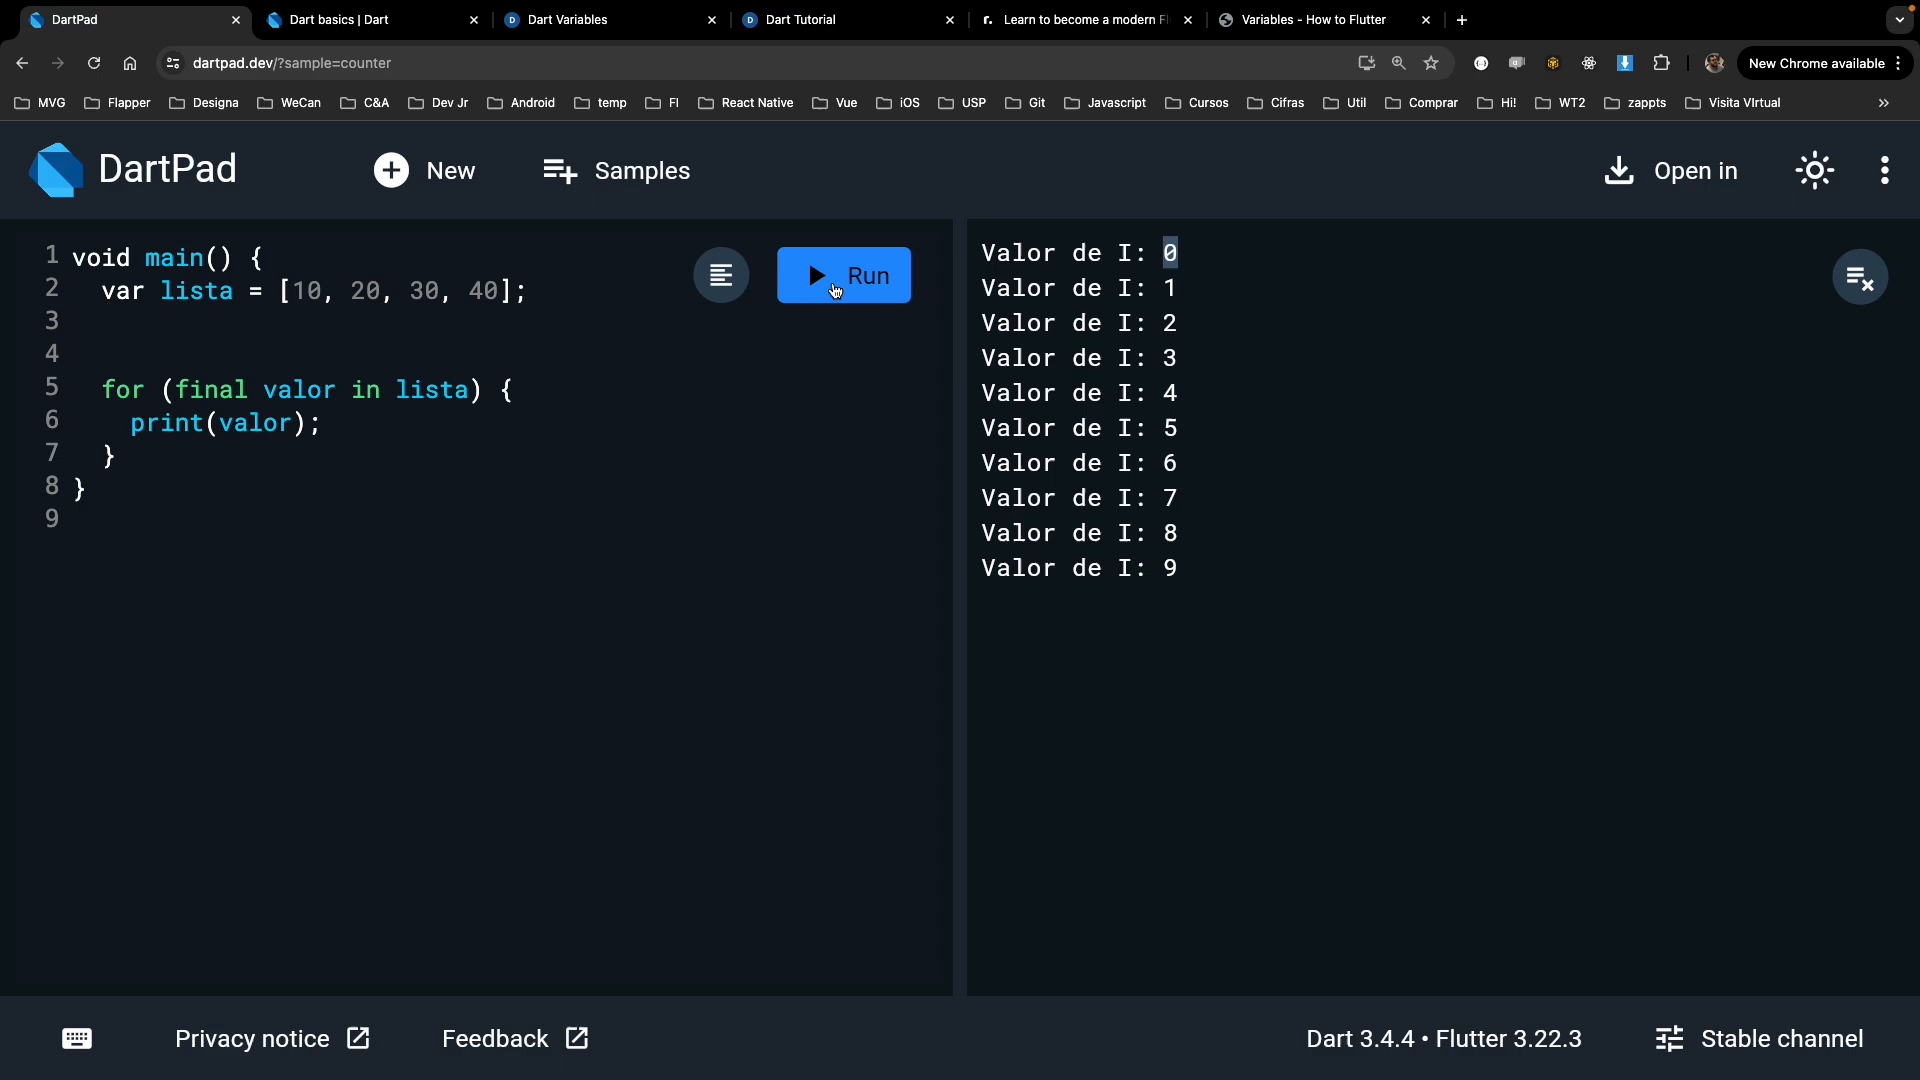 DartPad
Dart basics | Dart
Dart Variables
Dart Tutorial
Learn to become a modern Fl
Variables - How to Flutter
dartpad.dev/?sample=counter
New Chrome available
MVG
Flapper
Designa
WeCan
C&A
Dev Jr
Android
temp
FI
React Native
Vue
iOS
USP
Git
Javascript
Cursos
Cifras
Util
Comprar
Hi!
WT2
zappts
Visita VIrtual
DartPad
New
Samples
Open in
1 void main() {
2 var lista = [10, 20, 30, 40];
3
4
5 for (final valor in lista) {
6 print(valor);
7 }
8 }
9
Run
Valor de I: 0
Valor de I: 1
Valor de I: 2
Valor de I: 3
Valor de I: 4
Valor de I: 5
Valor de I: 6
Valor de I: 7
Valor de I: 8
Valor de I: 9
Privacy notice
Feedback
Dart 3.4.4 • Flutter 3.22.3
Stable channel